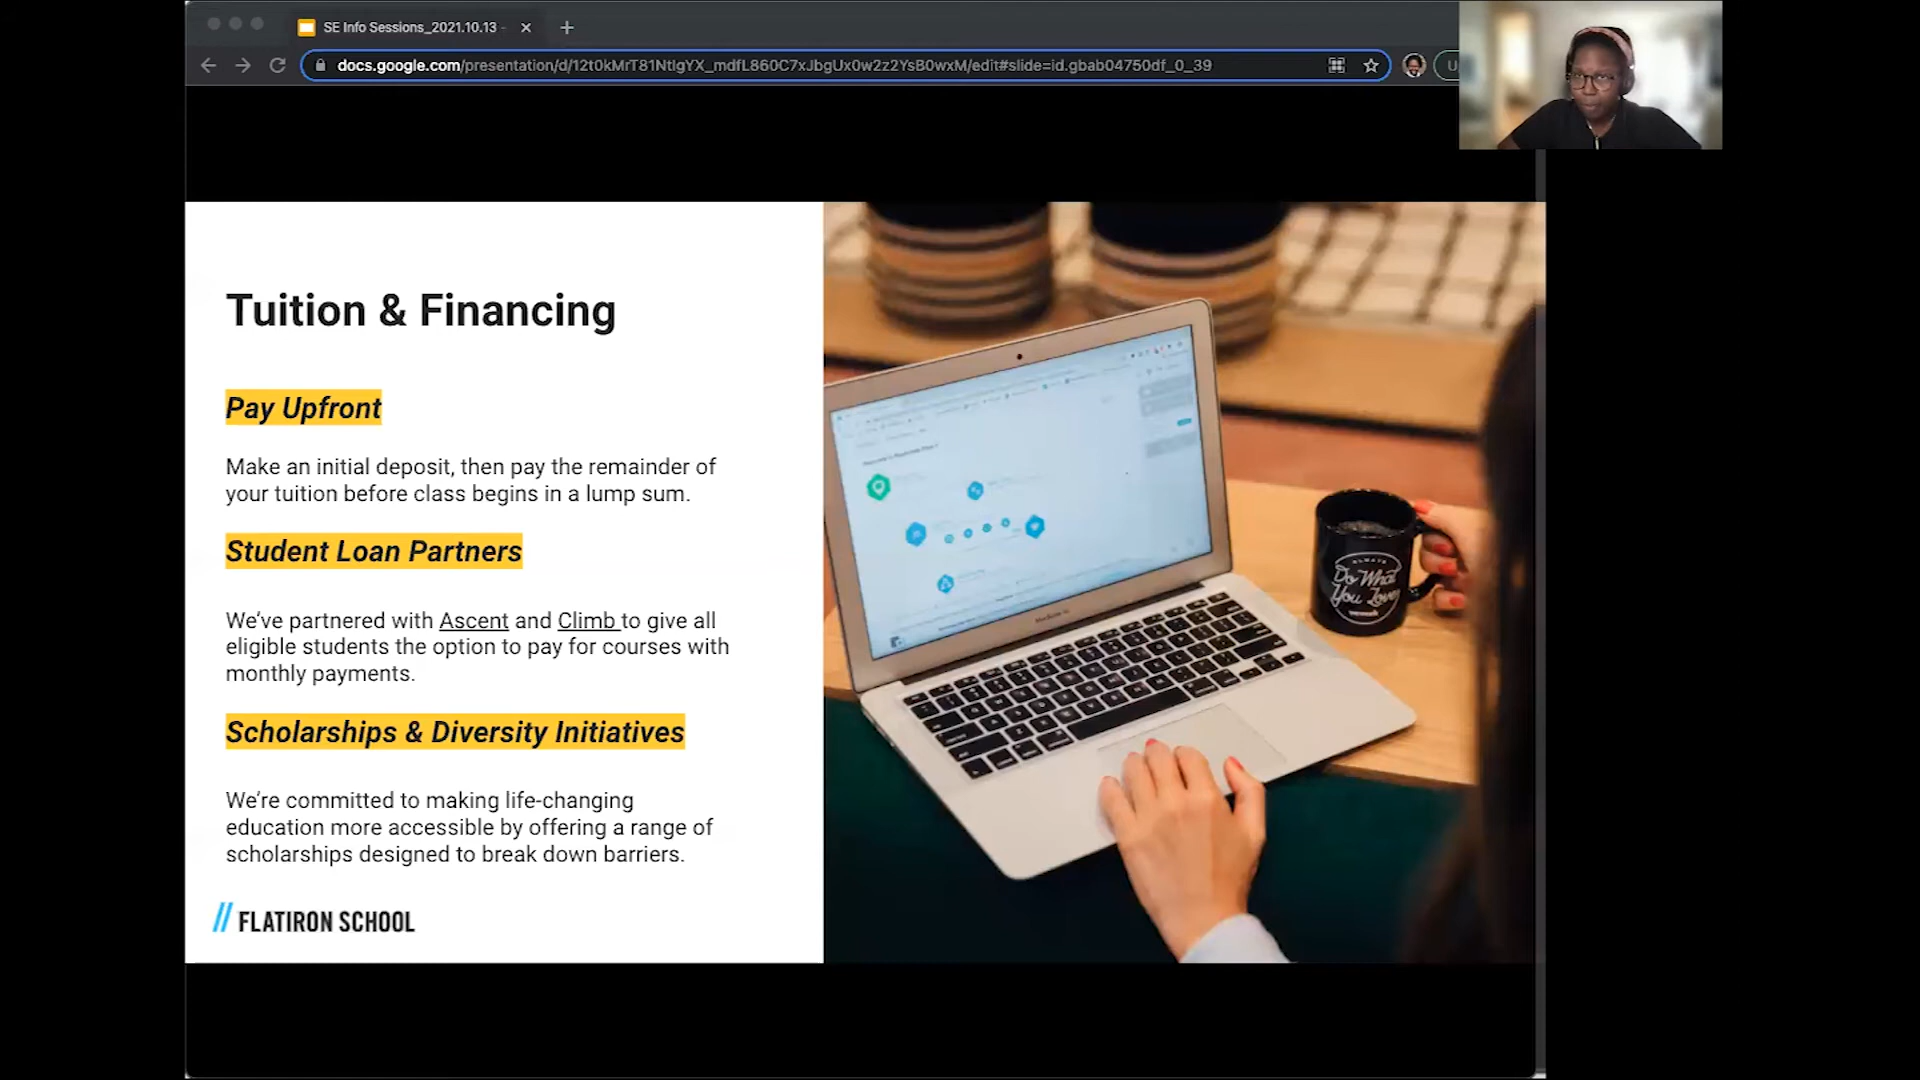 SE Info Sessions_2021.10.13 -
docs.google.com/presentation/d/12t0kMrT81NtIgYX_mdfL860C7xJbgUx0w2z2YsB0wxM/edit#slide=id.gbab04750df_0_39
U
Tuition & Financing
Pay Upfront
Make an initial deposit, then pay the remainder of
your tuition before class begins in a lump sum.
Student Loan Partners
We've partnered with Ascent and Climb to give all
eligible students the option to pay for courses with
monthly payments.
Scholarships & Diversity Initiatives
We're committed to making life-changing
education more accessible by offering a range of
scholarships designed to break down barriers.
// FLATIRON SCHOOL
ALWAYS
Do What
You Love